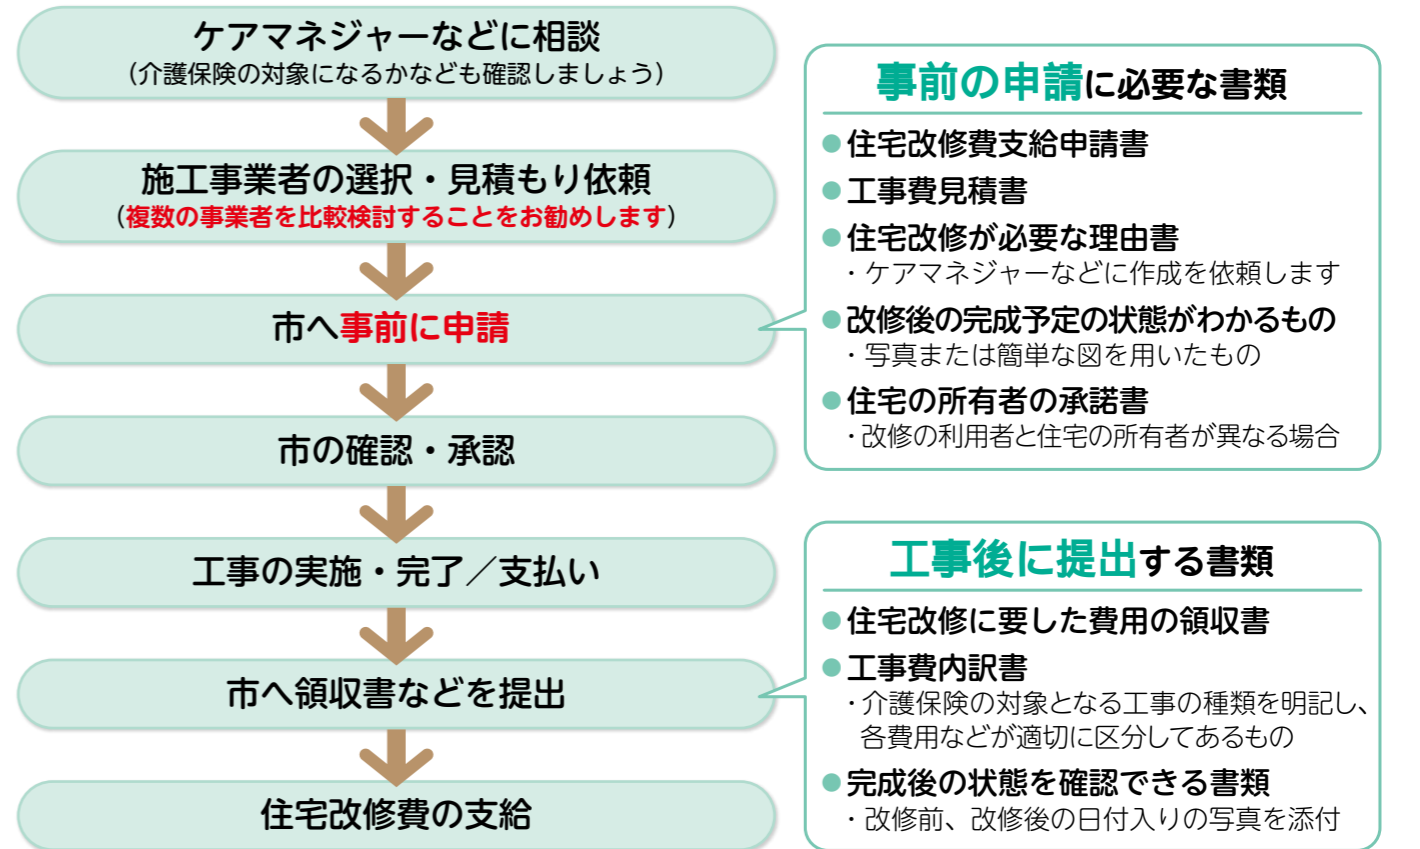 ケアマネジャーなどに相談
（介護保険の対象になるかなども確認しましょう）
施工事業者の選択・見積もり依頼
（複数の事業者を比較検討することをお勧めします）
市へ事前に申請
市の確認・承認
工事の実施・完了／支払い
市へ領収書などを提出
住宅改修費の支給
事前の申請に必要な書類
●住宅改修費支給申請書
●工事費見積書
●住宅改修が必要な理由書
・ケアマネジャーなどに作成を依頼します
●改修後の完成予定の状態がわかるもの
・写真または簡単な図を用いたもの
●住宅の所有者の承諾書
・改修の利用者と住宅の所有者が異なる場合
工事後に提出する書類
●住宅改修に要した費用の領収書
●工事費内訳書
・介護保険の対象となる工事の種類を明記し、
各費用などが適切に区分してあるもの
●完成後の状態を確認できる書類
・改修前、改修後の日付入りの写真を添付